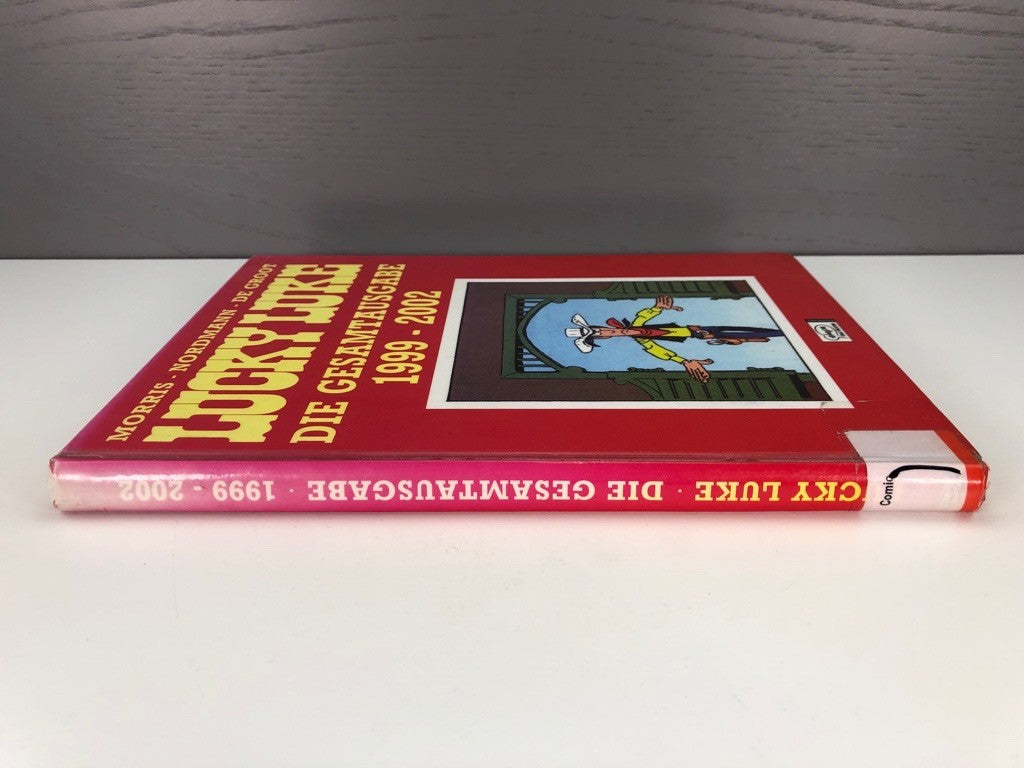 MORRIS · NORDMANN · DE GROOT
LUCKY LUKE
DIE GESAMTAUSGABE
1999 - 2002
CKY LUKE · DIE GESAMTAUSGABE · 1999 - 2002
Comic